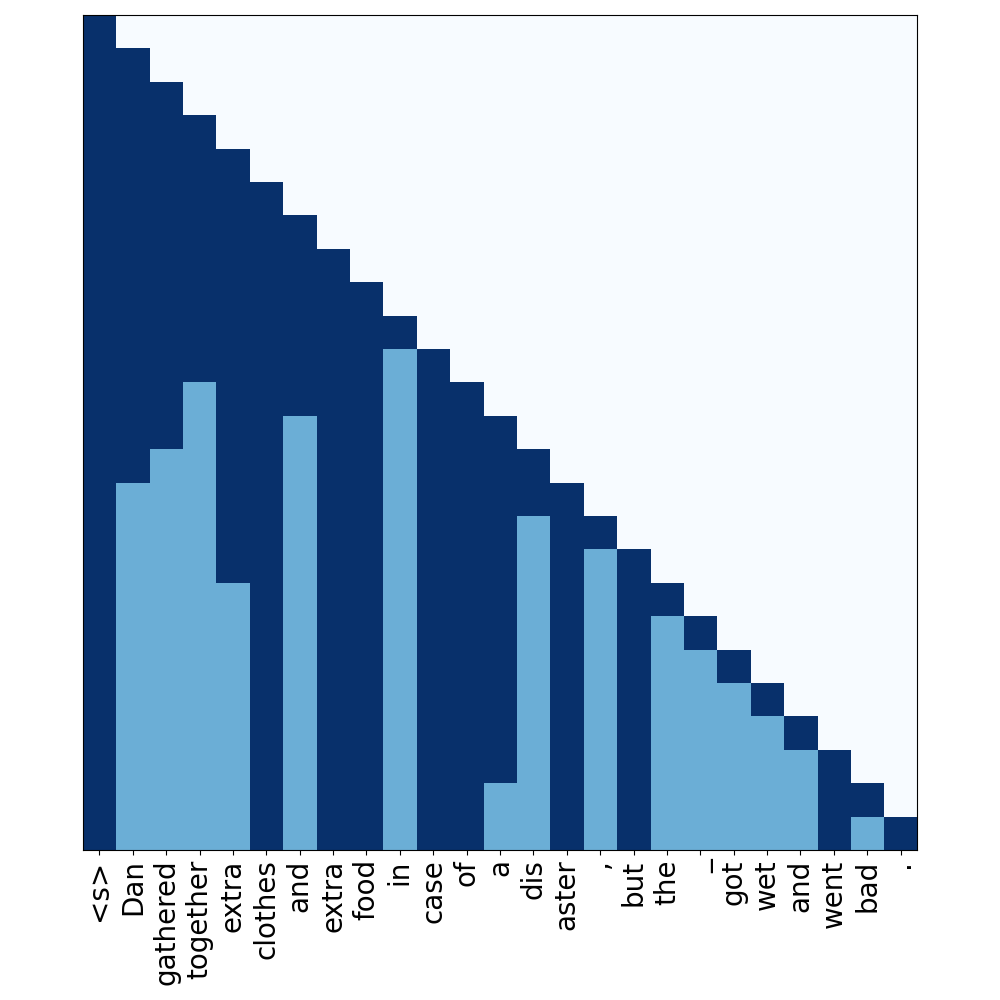 <s> Dan gathered together extra clothes and extra food in case of a dis aster , but the _ got wet and went bad .